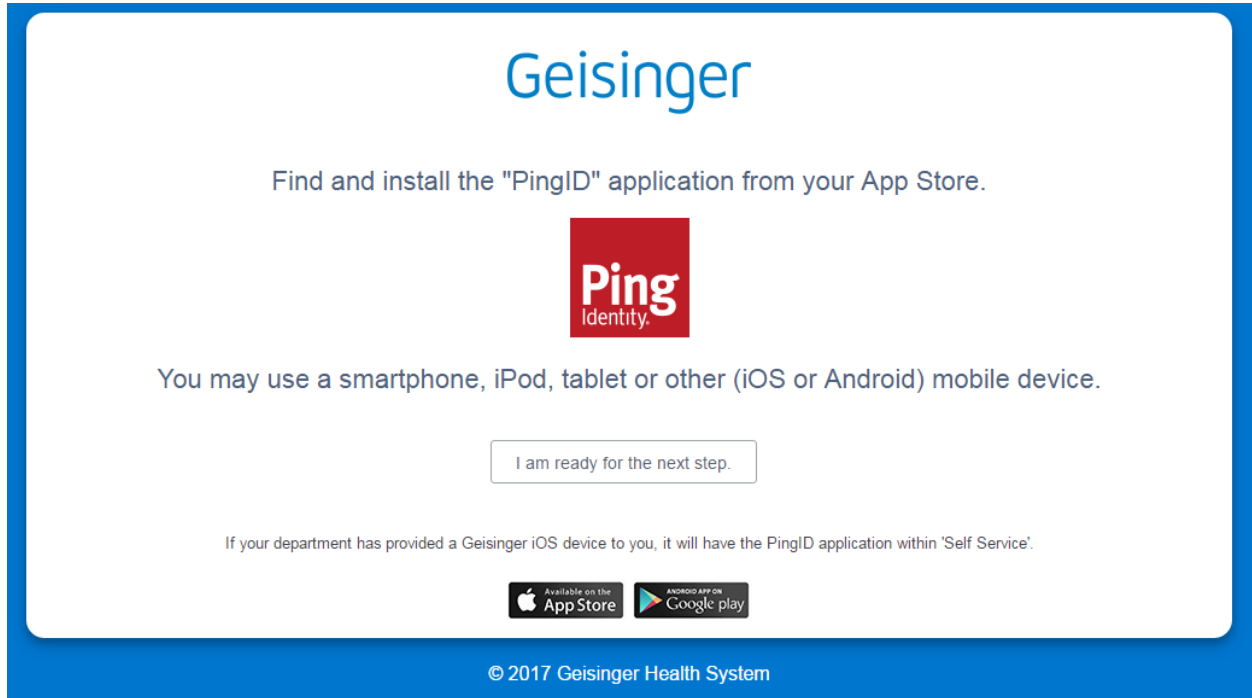 Geisinger
Find and install the "PingID" application from your App Store.
Ping
Identity.
You may use a smartphone, iPod, tablet or other (iOS or Android) mobile device.
I am ready for the next step.
If your department has provided a Geisinger iOS device to you, it will have the PingID application within 'Self Service'.
Available on the
App Store
ANDROID APP ON
Google play
© 2017 Geisinger Health System